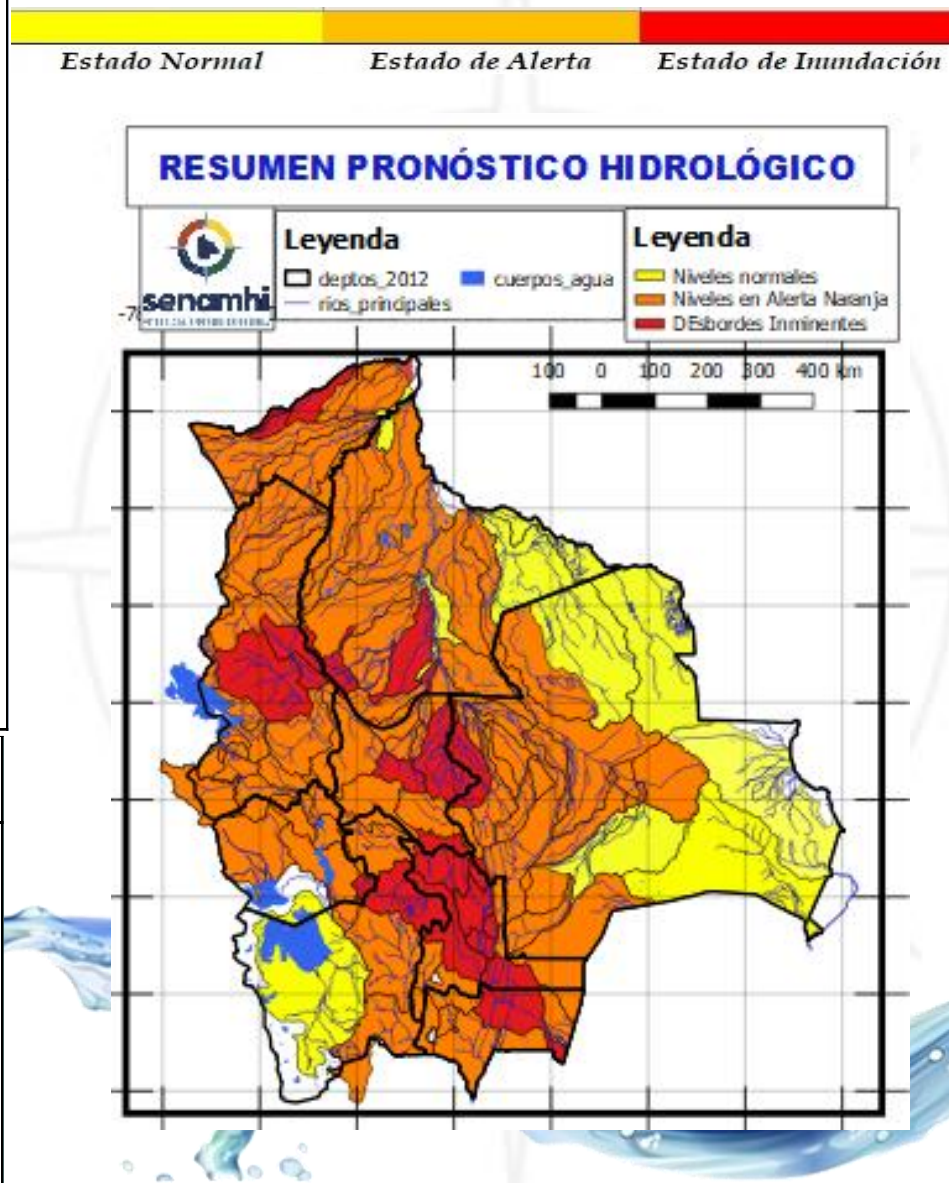 Estado Normal
Estado de Alerta
Estado de Inundación
RESUMEN PRONÓSTICO HIDROLÓGICO
senamhi
Leyenda
deptos_2012
cuerpos_agua
rios_principales
Leyenda
Niveles normales
Niveles en Alerta Naranja
DEsbordes Inminentes
100 0 100 200 300 400 km